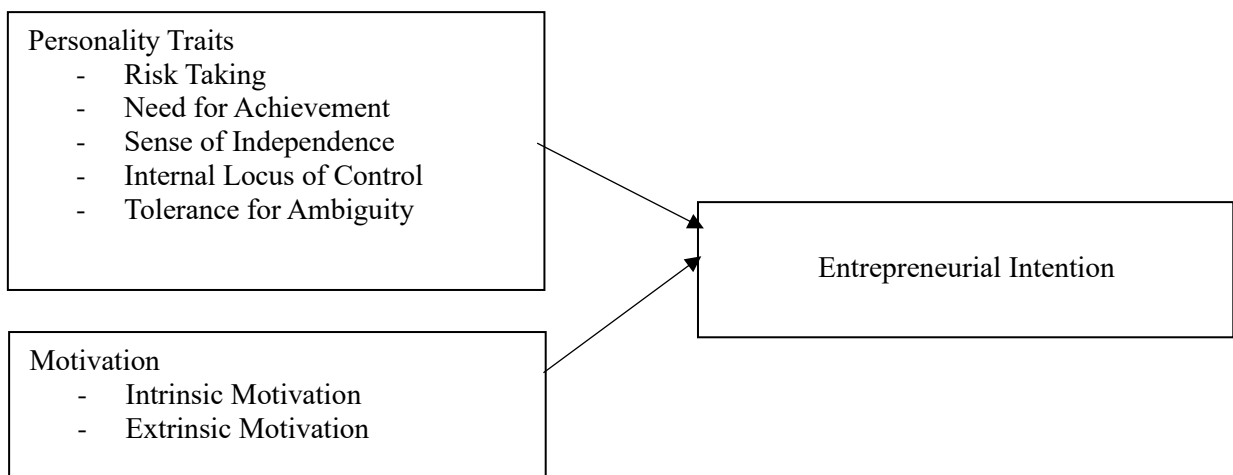 Personality Traits
- Risk Taking
- Need for Achievement
- Sense of Independence
- Internal Locus of Control
- Tolerance for Ambiguity
Entrepreneurial Intention
Motivation
- Intrinsic Motivation
- Extrinsic Motivation